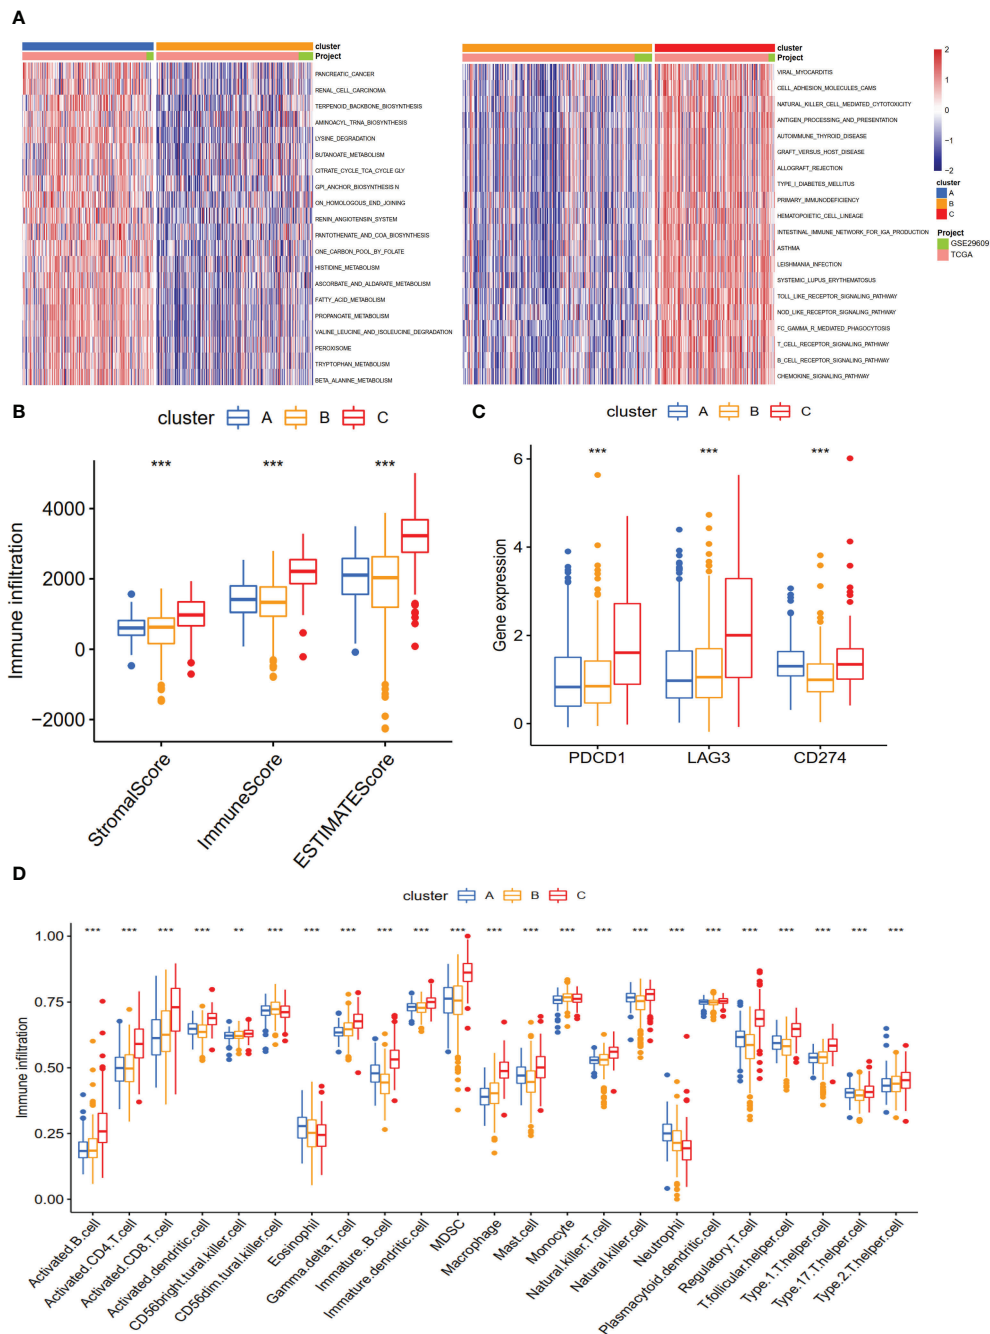 A
cluster
Project
PANCREATIC_CANCER
RENAL_CELL_CARCINOMA
TERPENOID_BACKBONE_BIOSYNTHESIS
AMINOACYL_TRNA_BIOSYNTHESIS
LYSINE_DEGRADATION
BUTANOATE_METABOLISM
CITRATE_CYCLE_TCA_CYCLE GLY
GPI_ANCHOR_BIOSYNTHESIS N
ON_HOMOLOGOUS_END_JOINING
RENIN_ANGIOTENSIN_SYSTEM
PANTOTHENATE_AND_COA_BIOSYNTHESIS
ONE_CARBON_POOL_BY_FOLATE
HISTIDINE_METABOLISM
ASCORBATE_AND_ALDARATE_METABOLISM
FATTY_ACID_METABOLISM
PROPANOATE_METABOLISM
VALINE_LEUCINE_AND_ISOLEUCINE_DEGRADATION
PEROXISOME
TRYPTOPHAN_METABOLISM
BETA_ALANINE_METABOLISM
cluster
Project
VIRAL_MYOCARDITIS
CELL_ADHESION_MOLECULES_CAMS
NATURAL_KILLER_CELL_MEDIATED_CYTOTOXICITY
ANTIGEN_PROCESSING_AND_PRESENTATION
AUTOIMMUNE_THYROID_DISEASE
GRAFT_VERSUS_HOST_DISEASE
ALLOGRAFT_REJECTION
TYPE_I_DIABETES_MELLITUS
PRIMARY_IMMUNODEFICIENCY
HEMATOPOIETIC_CELL_LINEAGE
INTESTINAL_IMMUNE_NETWORK_FOR_IGA_PRODUCTION
ASTHMA
LEISHMANIA_INFECTION
SYSTEMIC_LUPUS_ERYTHEMATOSUS
TOLL_LIKE_RECEPTOR_SIGNALING_PATHWAY
NOD_LIKE_RECEPTOR_SIGNALING_PATHWAY
FC_GAMMA_R_MEDIATED_PHAGOCYTOSIS
T_CELL_RECEPTOR_SIGNALING_PATHWAY
B_CELL_RECEPTOR_SIGNALING_PATHWAY
CHEMOKINE_SIGNALING_PATHWAY
2
1
0
−1
−2
cluster
A
B
C
Project
GSE29609
TCGA
B
cluster A B C
*** *** ***
Immune infiltration
4000
2000
0
−2000
StromalScore
ImmuneScore
ESTIMATEScore
C
cluster A B C
*** *** ***
Gene expression
6
4
2
0
PDCD1 LAG3 CD274
D
cluster A B C
*** *** *** *** ** *** *** *** *** *** *** *** *** *** *** *** *** *** *** *** *** *** ***
Immune infiltration
1.00
0.75
0.50
0.25
0.00
Activated.B.cell
Activated.CD4.T.cell
Activated.CD8.T.cell
Activated.dendritic.cell
CD56bright.tural.killer.cell
CD56dim.tural.killer.cell
Eosinophil
Gamma.delta.T.cell
Immature..B.cell
Immature.dendritic.cell
MDSC
Macrophage
Mast.cell
Monocyte
Natural.killer.T.cell
Natural.killer.cell
Neutrophil
Plasmacytoid.dendritic.cell
Regulatory.T.cell
T.follicular.helper.cell
Type.1.T.helper.cell
Type.17.T.helper.cell
Type.2.T.helper.cell